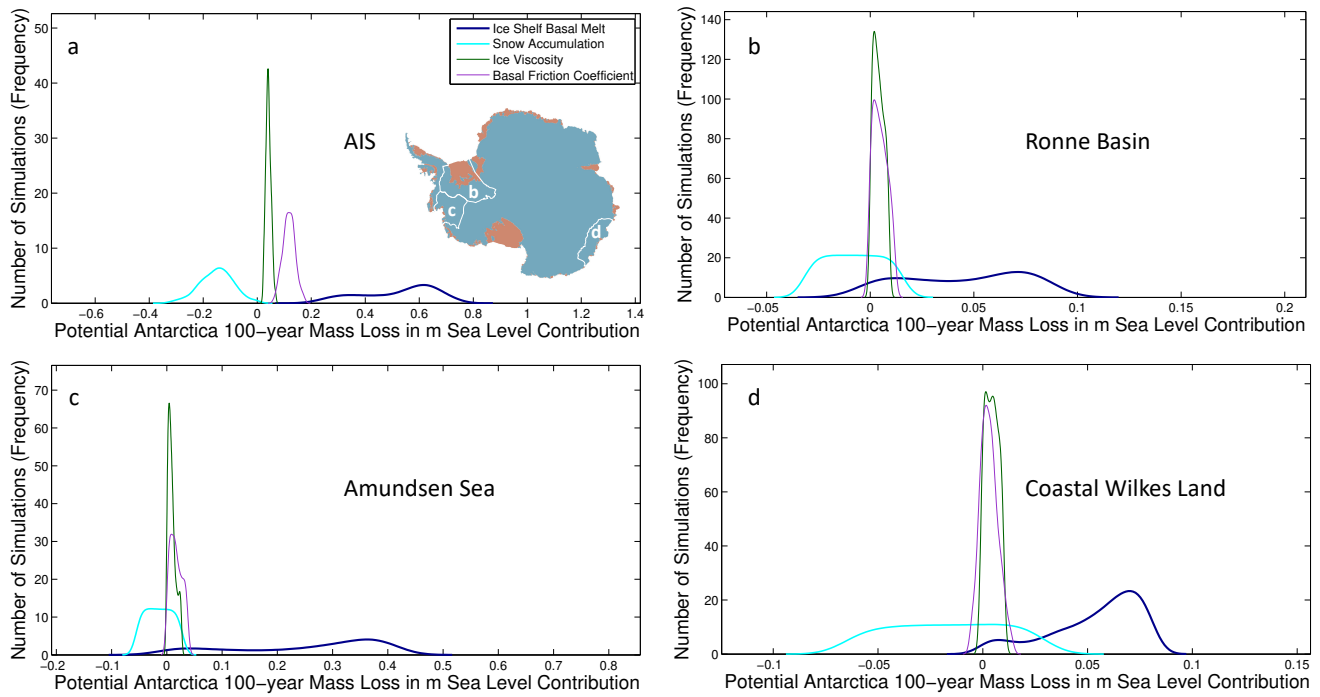 a
AIS
Ice Shelf Basal Melt
Snow Accumulation
Ice Viscosity
Basal Friction Coefficient
b
c
d
Number of Simulations (Frequency)
50
40
30
20
10
0
−0.6 −0.4 −0.2 0 0.2 0.4 0.6 0.8 1 1.2 1.4
Potential Antarctica 100−year Mass Loss in m Sea Level Contribution
b
Ronne Basin
Number of Simulations (Frequency)
140
120
100
80
60
40
20
0
−0.05 0 0.05 0.1 0.15 0.2
Potential Antarctica 100−year Mass Loss in m Sea Level Contribution
c
Amundsen Sea
Number of Simulations (Frequency)
70
60
50
40
30
20
10
0
−0.2 −0.1 0 0.1 0.2 0.3 0.4 0.5 0.6 0.7 0.8
Potential Antarctica 100−year Mass Loss in m Sea Level Contribution
d
Coastal Wilkes Land
Number of Simulations (Frequency)
100
80
60
40
20
0
−0.1 −0.05 0 0.05 0.1 0.15
Potential Antarctica 100−year Mass Loss in m Sea Level Contribution